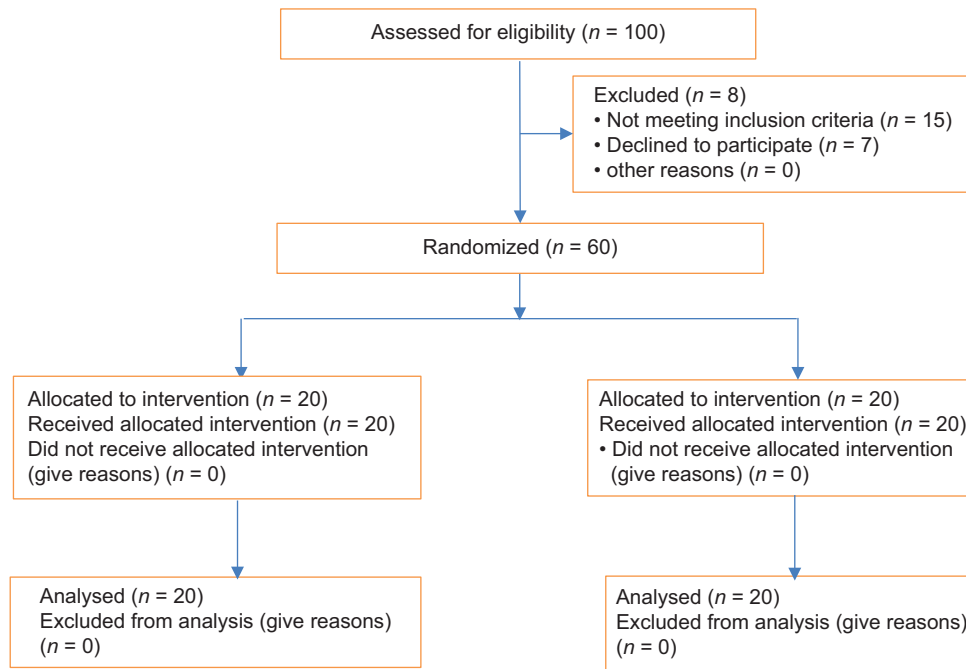 Assessed for eligibility (n = 100)
Excluded (n = 8)
• Not meeting inclusion criteria (n = 15)
• Declined to participate (n = 7)
• other reasons (n = 0)
Randomized (n = 60)
Allocated to intervention (n = 20)
Received allocated intervention (n = 20)
Did not receive allocated intervention
(give reasons) (n = 0)
Allocated to intervention (n = 20)
Received allocated intervention (n = 20)
• Did not receive allocated intervention
(give reasons) (n = 0)
Analysed (n = 20)
Excluded from analysis (give reasons)
(n = 0)
Analysed (n = 20)
Excluded from analysis (give reasons)
(n = 0)